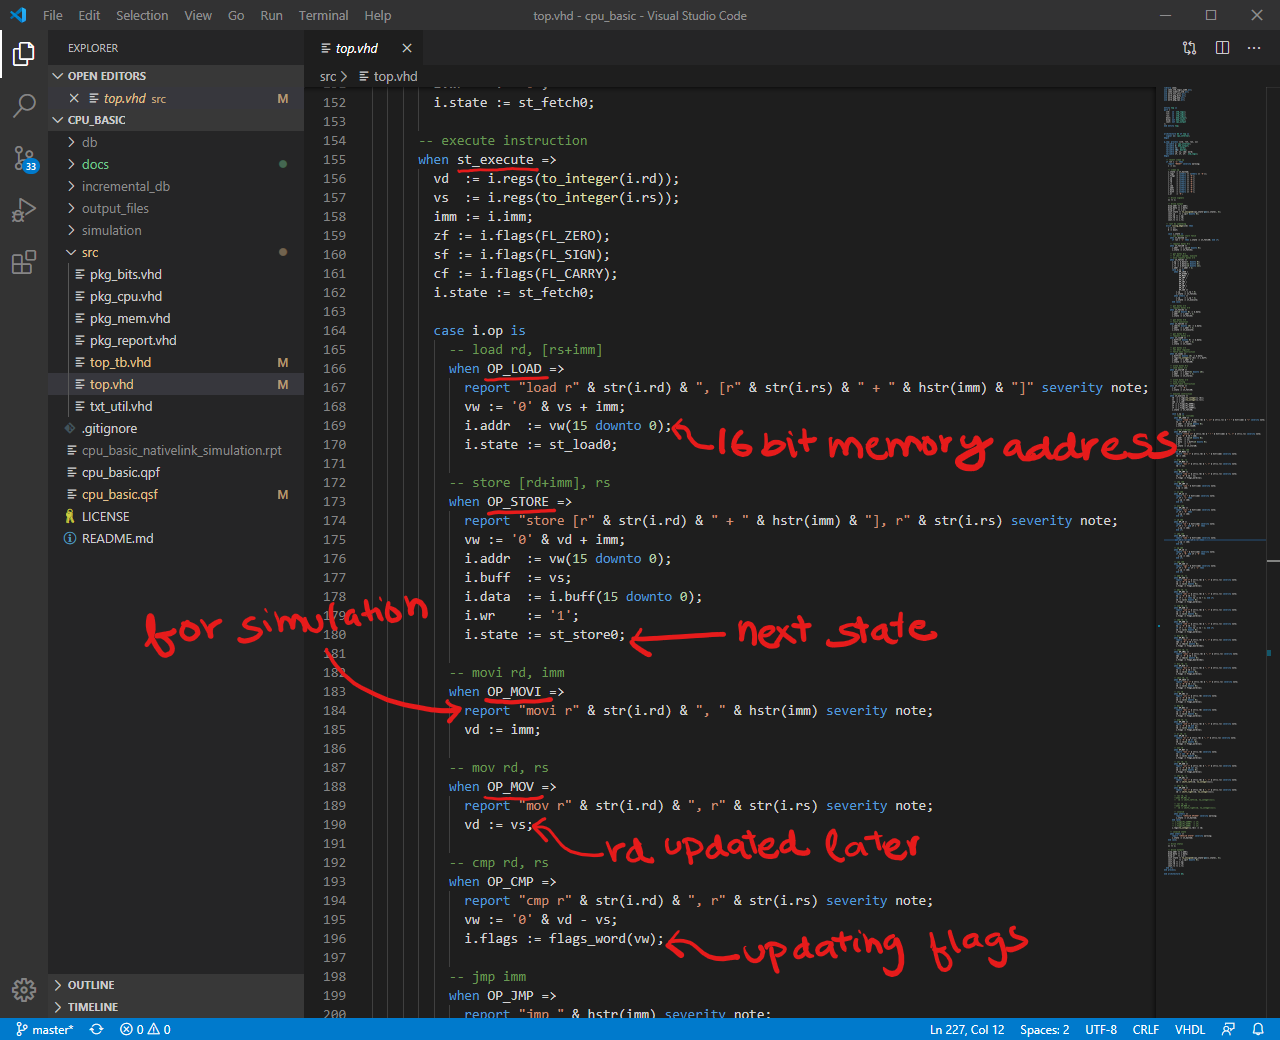 File Edit Selection View Go Run Terminal Help top.vhd - cpu_basic - Visual Studio Code
EXPLORER
OPEN EDITORS
top.vhd src M
CPU_BASIC
db
docs
incremental_db
output_files
simulation
src
pkg_bits.vhd
pkg_cpu.vhd
pkg_mem.vhd
pkg_report.vhd
top_tb.vhd M
top.vhd M
txt_util.vhd
.gitignore
cpu_basic_nativelink_simulation.rpt
cpu_basic.qpf
cpu_basic.qsf M
LICENSE
README.md
OUTLINE
TIMELINE
33
top.vhd
src > top.vhd
152 i.state := st_fetch0;
153
154 -- execute instruction
155 when st_execute =>
156 vd := i.regs(to_integer(i.rd));
157 vs := i.regs(to_integer(i.rs));
158 imm := i.imm;
159 zf := i.flags(FL_ZERO);
160 sf := i.flags(FL_SIGN);
161 cf := i.flags(FL_CARRY);
162 i.state := st_fetch0;
163
164 case i.op is
165 -- load rd, [rs+imm]
166 when OP_LOAD =>
167 report "load r" & str(i.rd) & ", [r" & str(i.rs) & " + " & hstr(imm) & "]" severity note;
168 vw := '0' & vs + imm;
169 i.addr := vw(15 downto 0);
16 bit memory address
170 i.state := st_load0;
171
172 -- store [rd+imm], rs
173 when OP_STORE =>
174 report "store [r" & str(i.rd) & " + " & hstr(imm) & "], r" & str(i.rs) severity note;
175 vw := '0' & vd + imm;
176 i.addr := vw(15 downto 0);
177 i.buff := vs;
178 i.data := i.buff(15 downto 0);
179 i.wr := '1';
for simulation
180 i.state := st_store0;
next state
181
182 -- movi rd, imm
183 when OP_MOVI =>
184 report "movi r" & str(i.rd) & ", " & hstr(imm) severity note;
185 vd := imm;
186
187 -- mov rd, rs
188 when OP_MOV =>
189 report "mov r" & str(i.rd) & ", r" & str(i.rs) severity note;
190 vd := vs;
rd updated later
191
192 -- cmp rd, rs
193 when OP_CMP =>
194 report "cmp r" & str(i.rd) & ", r" & str(i.rs) severity note;
195 vw := '0' & vd - vs;
196 i.flags := flags_word(vw);
updating flags
197
198 -- jmp imm
199 when OP_JMP =>
200 report "jmp " & hstr(imm) severity note;
master* 0 0 Ln 227, Col 12 Spaces: 2 UTF-8 CRLF VHDL